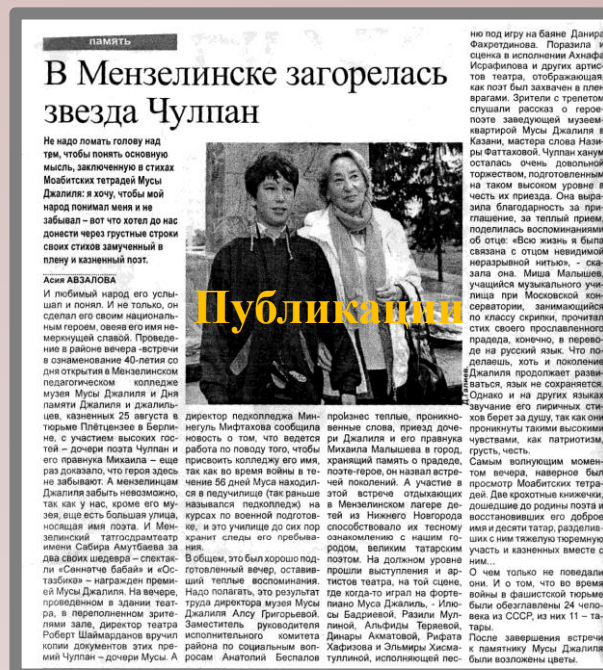 память
В Мензелинске загорелась
звезда Чулпан
Не надо ломать голову над
тем, чтобы понять основную
мысль, заключенную в стихах
Моабитских тетрадей Мусы
Джалиля: я хочу, чтобы мой
народ понимал меня и не
забывал – вот что хотел до нас
донести через грустные строки
своих стихов замученный в
плену и казненный поэт.
Асия АВЗАЛОВА
И любимый народ его услы-
шал и понял. И не только, он
сделал его своим националь-
ным героем, овеяв его имя не-
меркнущей славой. Проведе-
ние в районе вечера -встречи
в ознаменование 40-летия со
дня открытия в Мензелинском
педагогическом колледже
музея Мусы Джалиля и Дня
памяти Джалиля и джалиль-
цев, казненных 25 августа в
тюрьме Плётцензее в Берли-
не, с участием высоких гос-
тей – дочери поэта Чулпан и
его правнука Михаила – еще
раз доказало, что героя здесь
не забывают. А мензелинцам
Джалиля забыть невозможно,
так как у нас, кроме его му-
зея, еще есть большая улица,
носящая имя поэта. И Мен-
зелинский татгосдрамтеатр
имени Сабира Амутбаева за
два своих шедевра – спектак-
ли «Сөннәтче бабай» и «Ос-
тазбикә» – награжден преми-
ей Мусы Джалиля. На вечере,
проведенном в здании теат-
ра, в переполненном зрите-
лями зале, директор театра
Роберт Шаймарданов вручил
копии документов этих пре-
мий Чулпан – дочери Мусы. А
директор педколледжа Мин-
негуль Мифтахова сообщила
новость о том, что ведется
работа по поводу того, чтобы
присвоить колледжу его имя,
так как во время войны в те-
чение 56 дней Муса находил-
ся в педучилище (так раньше
назывался педколледж) на
курсах по военной подготов-
ке, и это училище до сих пор
хранит следы его пребыва-
ния.
В общем, это был хорошо под-
готовленный вечер, оставив-
ший теплые воспоминания.
Надо полагать, это результат
труда директора музея Мусы
Джалиля Алсу Григорьевой.
Заместитель руководителя
исполнительного комитета
района по социальным воп-
росам Анатолий Беспалов
произнес теплые, проникно-
венные слова, приезд доче-
ри Джалиля и его правнука
Михаила Малышева в город,
хранящий память о прадеде,
поэте-герое, он назвал встре-
чей поколений. А участие в
этой встрече отдыхающих
в Мензелинском лагере де-
тей из Нижнего Новгорода
способствовало их тесному
ознакомлению с нашим го-
родом, великим татарским
поэтом. На должном уровне
прошли выступления и ар-
тистов театра, на той сцене,
где когда-то играл на форте-
пиано Муса Джалиль, - Илю-
сы Бадриевой, Разили Мул-
линой, Альфиды Теряевой,
Динары Акматовой, Рифата
Хафизова и Эльмиры Хисма-
туллиной, исполняющей пес-
ню под игру на баяне Данира
Фахретдинова. Поразила и
сценка в исполнении Ахнафа
Исрафилова и других артис-
тов театра, отображающая,
как поэт был захвачен в плен
врагами. Зрители с трепетом
слушали рассказ о герое-
поэте заведующей музеем-
квартирой Мусы Джалиля в
Казани, мастера слова Нази-
ры Фаттаховой. Чулпан ханум
осталась очень довольной
торжеством, подготовленным
на таком высоком уровне в
честь их приезда. Она выра-
зила благодарность за при-
глашение, за теплый прием,
поделилась воспоминаниями
об отце: «Всю жизнь я была
связана с отцом невидимой
неразрывной нитью», - ска-
зала она. Миша Малышев,
учащийся музыкального учи-
лища при Московской кон-
серватории, занимающийся
по классу скрипки, прочитал
стих своего прославленного
прадеда, конечно, в перево-
де на русский язык. Что по-
делаешь, хоть и поколение
Джалиля продолжает разви-
ваться, язык не сохраняется.
Однако и на других языках
звучание его лиричных сти-
хов берет за душу, так как они
проникнуты такими высокими
чувствами, как патриотизм,
грусть, честь.
Самым волнующим момен-
том вечера, наверное был
просмотр Моабитских тетра-
дей. Две крохотные книжечки,
дошедшие до родины поэта и
восстановивших его доброе
имя и десяти татар, разделив-
ших с ним тяжелую тюремную
участь и казненных вместе с
ним...
О чем только не поведали
они. И о том, что во время
войны в фашистской тюрьме
были обезглавлены 24 чело-
века из СССР, из них 11 – та-
тары.
После завершения встречи
к памятнику Мусы Джалиля
были возложены цветы.
Публикации